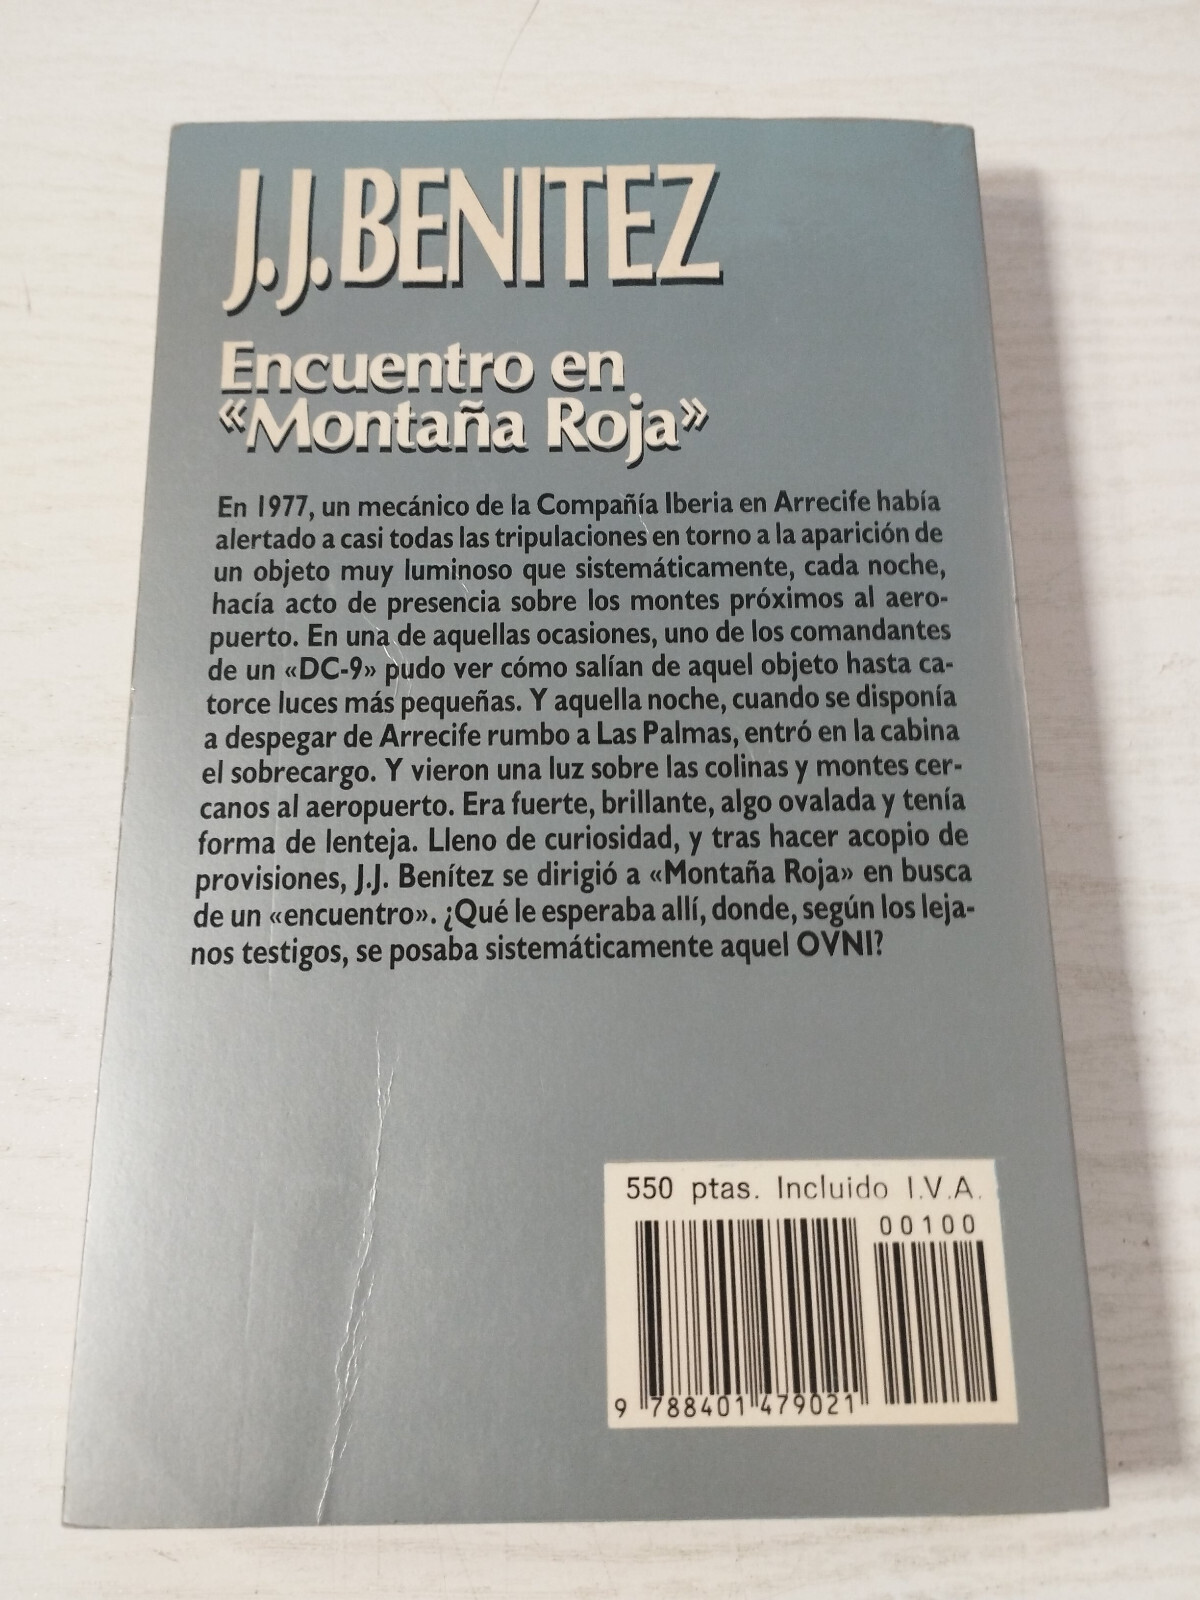 J.J. BENITEZ
Encuentro en
«Montaña Roja»
En 1977, un mecánico de la Compañía Iberia en Arrecife había
alertado a casi todas las tripulaciones en torno a la aparición de
un objeto muy luminoso que sistemáticamente, cada noche,
hacía acto de presencia sobre los montes próximos al aero-
puerto. En una de aquellas ocasiones, uno de los comandantes
de un «DC-9» pudo ver cómo salían de aquel objeto hasta ca-
torce luces más pequeñas. Y aquella noche, cuando se disponía
a despegar de Arrecife rumbo a Las Palmas, entró en la cabina
el sobrecargo. Y vieron una luz sobre las colinas y montes cer-
canos al aeropuerto. Era fuerte, brillante, algo ovalada y tenía
forma de lenteja. Lleno de curiosidad, y tras hacer acopio de
provisiones, J.J. Benítez se dirigió a «Montaña Roja» en busca
de un «encuentro». ¿Qué le esperaba allí, donde, según los leja-
nos testigos, se posaba sistemáticamente aquel OVNI?
550 ptas. Incluido I.V.A.
00100
9 788401 479021